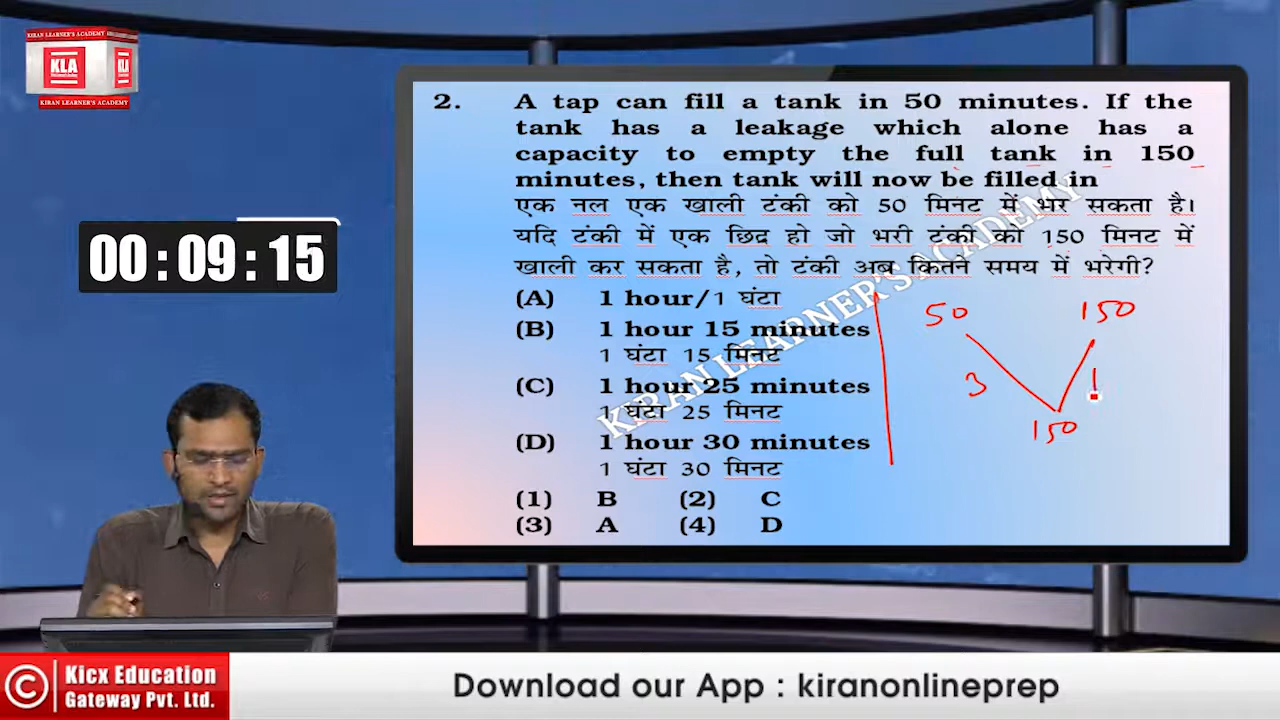 KIRAN LEARNER'S ACADEMY
KLA
KLA
KIRAN LEARNER'S ACADEMY
00:09:15
2. A tap can fill a tank in 50 minutes. If the
tank has a leakage which alone has a
capacity to empty the full tank in 150
minutes, then tank will now be filled in
एक नल एक खाली टंकी को 50 मिनट में भर सकता है।
यदि टंकी में एक छिद्र हो जो भरी टंकी को 150 मिनट में
खाली कर सकता है, तो टंकी अब कितने समय में भरेगी?
(A) 1 hour/1 घंटा
(B) 1 hour 15 minutes
1 घंटा 15 मिनट
(C) 1 hour 25 minutes
1 घंटा 25 मिनट
(D) 1 hour 30 minutes
1 घंटा 30 मिनट
(1) B (2) C
(3) A (4) D
KIRAN LEARNER'S ACADEMY
50 150
3 1
150
© Kicx Education
Gateway Pvt. Ltd.
Download our App : kiranonlineprep